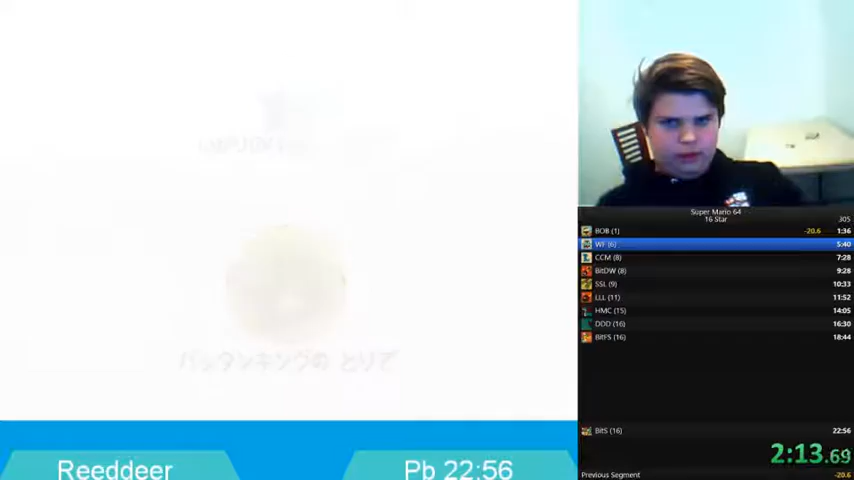 バッタンキングの とりで
Super Mario 64
16 Star
305
BOB (1) -20.6 1:36
WF (6) 5:40
CCM (8) 7:28
BitDW (8) 9:28
SSL (9) 10:33
LLL (11) 11:52
HMC (15) 14:05
DDD (16) 16:30
BitFS (16) 18:44
BitS (16) 22:56
2:13.69
Previous Segment -20.6
Reeddeer
Pb 22:56